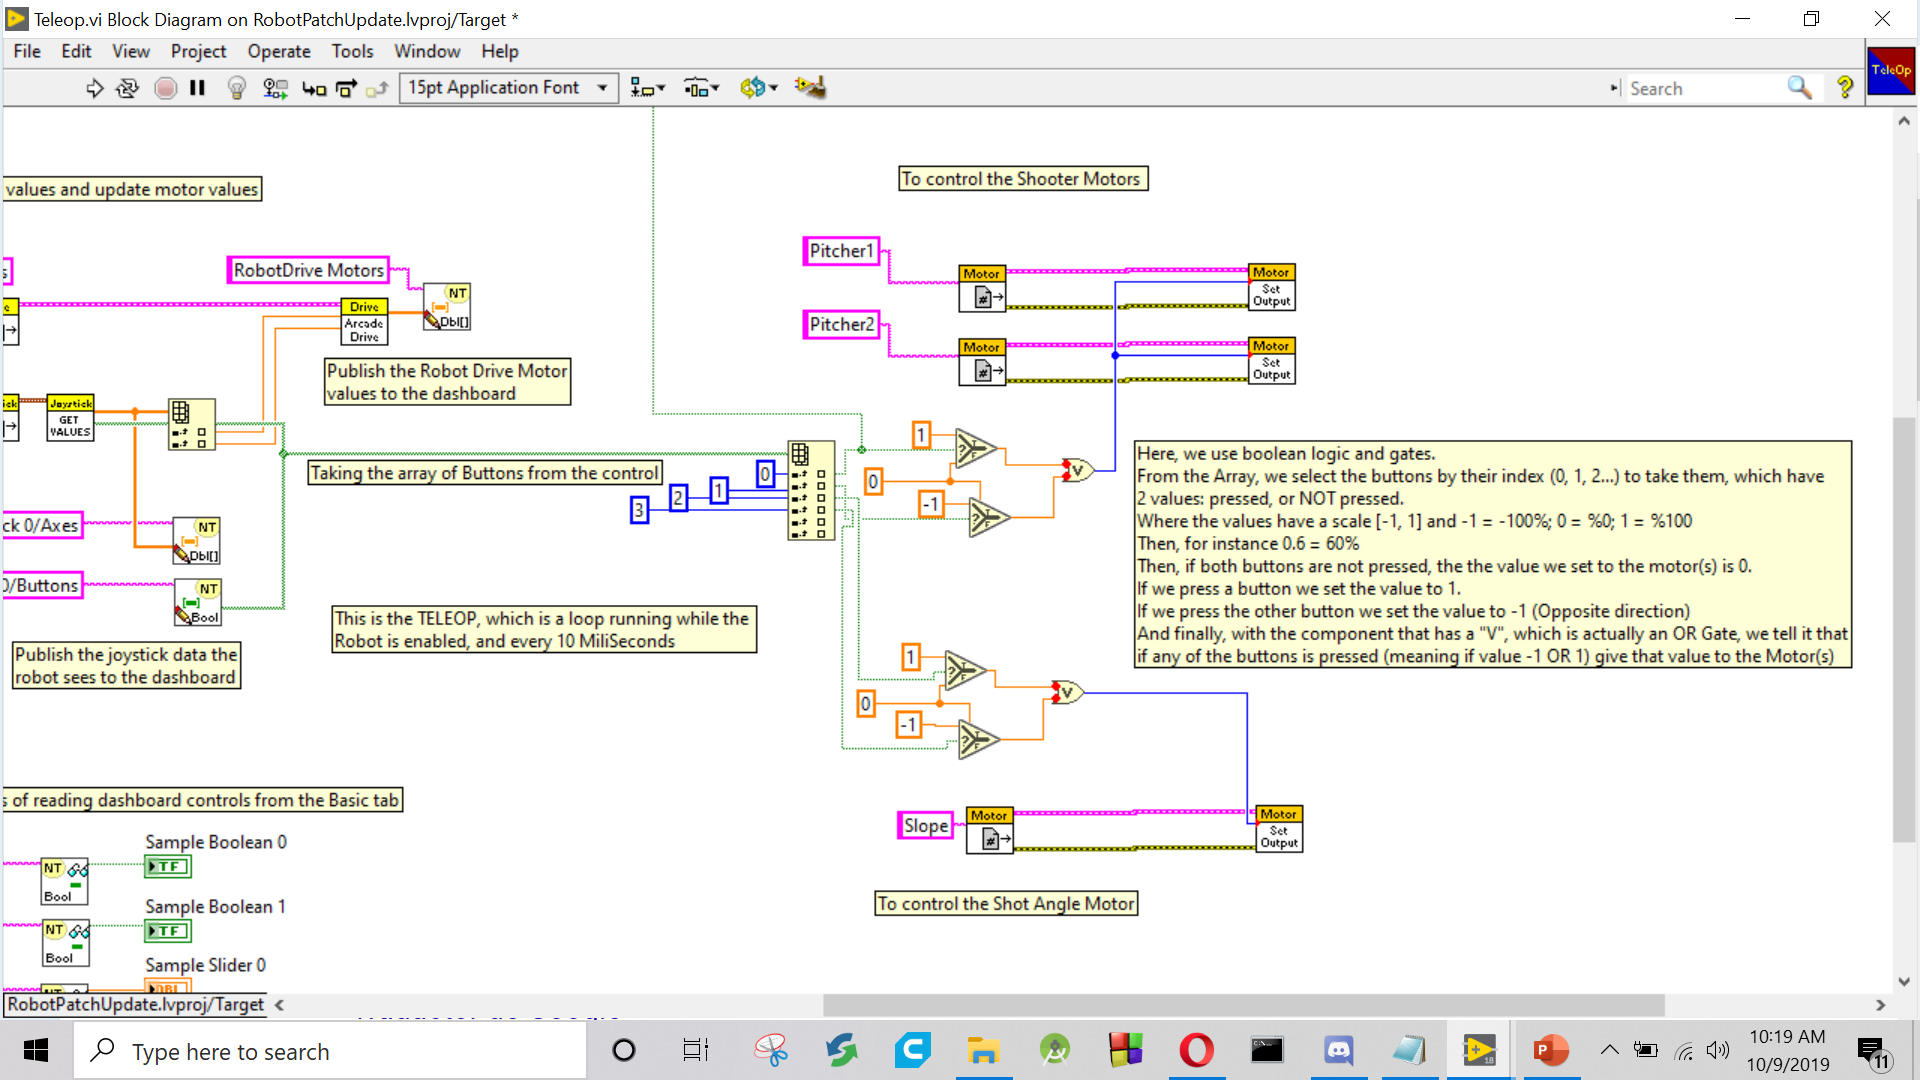 Teleop.vi Block Diagram on RobotPatchUpdate.lvproj/Target *
File Edit View Project Operate Tools Window Help
15pt Application Font
Search
TeleOp
values and update motor values
To control the Shooter Motors
RobotDrive Motors
NT
Dbl[]
Drive
Arcade
Drive
Publish the Robot Drive Motor
values to the dashboard
Joystick
GET
VALUES
Pitcher1
Motor
Motor
Set
Output
Pitcher2
Motor
Motor
Set
Output
Taking the array of Buttons from the control
0
1
2
3
1
0
-1
V
Here, we use boolean logic and gates.
From the Array, we select the buttons by their index (0, 1, 2...) to take them, which have
2 values: pressed, or NOT pressed.
Where the values have a scale [-1, 1] and -1 = -100%; 0 = %0; 1 = %100
Then, for instance 0.6 = 60%
Then, if both buttons are not pressed, the the value we set to the motor(s) is 0.
If we press a button we set the value to 1.
If we press the other button we set the value to -1 (Opposite direction)
And finally, with the component that has a "V", which is actually an OR Gate, we tell it that
if any of the buttons is pressed (meaning if value -1 OR 1) give that value to the Motor(s)
ck 0/Axes
NT
Dbl[]
0/Buttons
NT
Bool
This is the TELEOP, which is a loop running while the
Robot is enabled, and every 10 MiliSeconds
Publish the joystick data the
robot sees to the dashboard
1
0
-1
V
Slope
Motor
Motor
Set
Output
To control the Shot Angle Motor
s of reading dashboard controls from the Basic tab
Sample Boolean 0
NT
Bool
TF
Sample Boolean 1
NT
Bool
TF
Sample Slider 0
DBL
RobotPatchUpdate.lvproj/Target
Type here to search
10:19 AM
10/9/2019
11